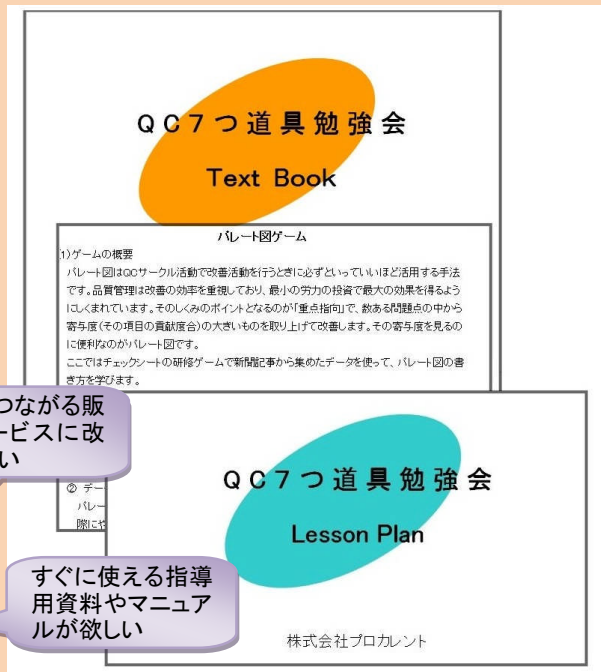 QC7つ道具勉強会
Text Book
パレート図ゲーム
(1)ゲームの概要
パレート図はQCサークル活動で改善活動を行うときに必ずといっていいほど活用する手法
です。品質管理は改善の効率を重視しており、最小の労力の投資で最大の効果を得るよう
にしくまれています。そのしくみのポイントとなるのが「重点指向」で、数ある問題点の中から
寄与度(その項目の貢献度合)の大きいものを取り上げて改善します。その寄与度を見るの
に便利なのがパレート図です。
ここではチェックシートの研修ゲームで新聞記事から集めたデータを使って、パレート図の書
き方を学びます。
つながる販
ービスに改
い
② デー
パレー
際にや
QC7つ道具勉強会
Lesson Plan
すぐに使える指導
用資料やマニュア
ルが欲しい
株式会社プロカレント